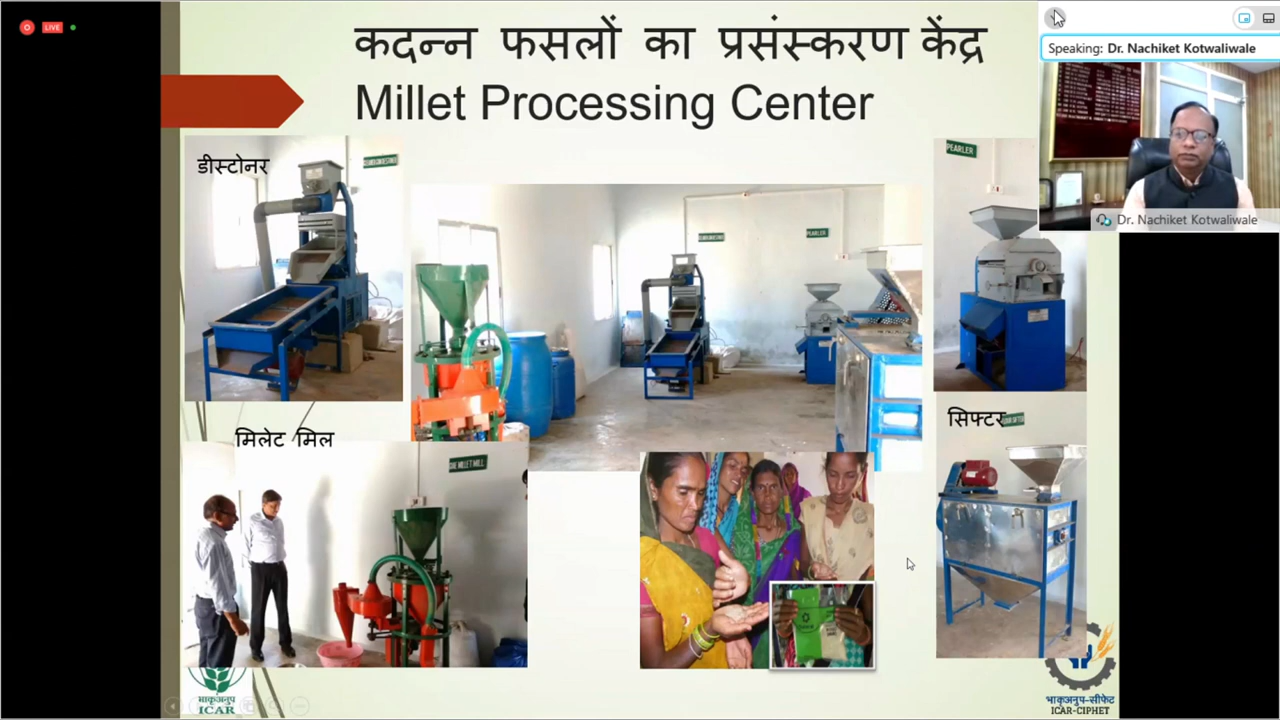 LIVE
कदन्न फसलों का प्रसंस्करण केंद्र
Millet Processing Center
Speaking: Dr. Nachiket Kotwaliwale
Dr. Nachiket Kotwaliwale
डीस्टोनर
PEARLER
PEARLER
मिलेट मिल
सिफ्टर
भाकृअनुप
ICAR
भाकृअनुप-सीफेट
ICAR-CIPHET